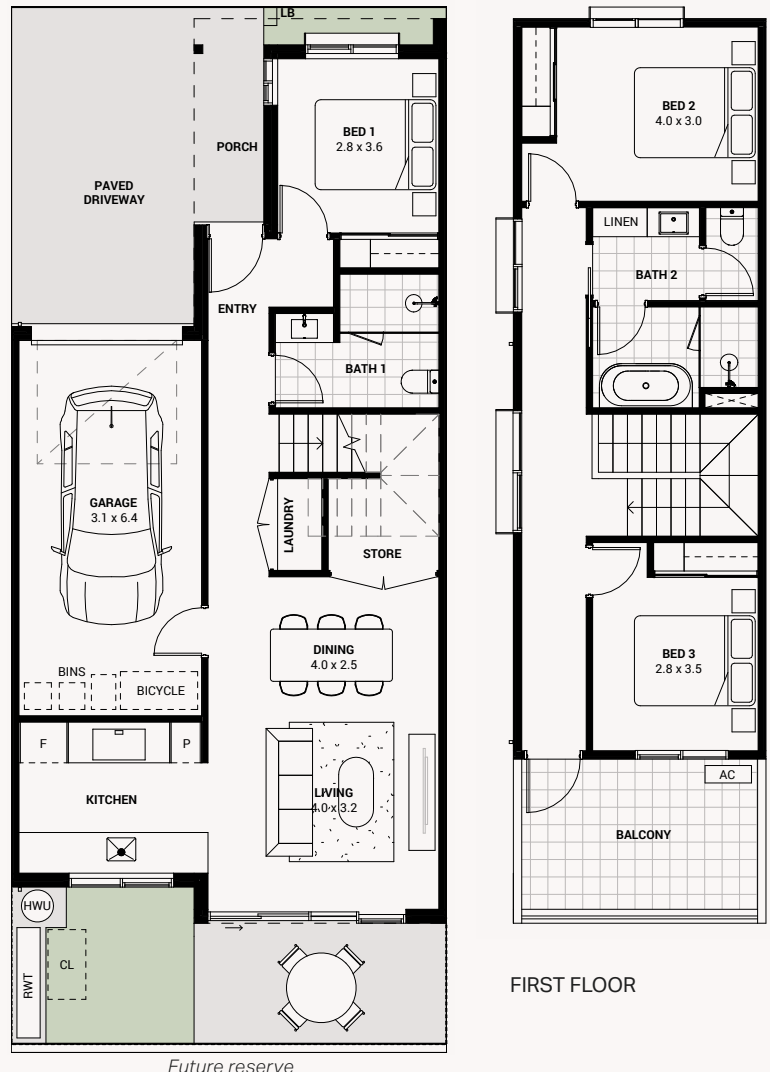 LB
BED 1
2.8 x 3.6
PORCH
PAVED
DRIVEWAY
ENTRY
BATH 1
GARAGE
3.1 x 6.4
LAUNDRY
STORE
DINING
4.0 x 2.5
BINS
BICYCLE
F
P
KITCHEN
LIVING
4.0 x 3.2
HWU
CL
RWT
Future reserve
BED 2
4.0 x 3.0
LINEN
BATH 2
BED 3
2.8 x 3.5
AC
BALCONY
FIRST FLOOR